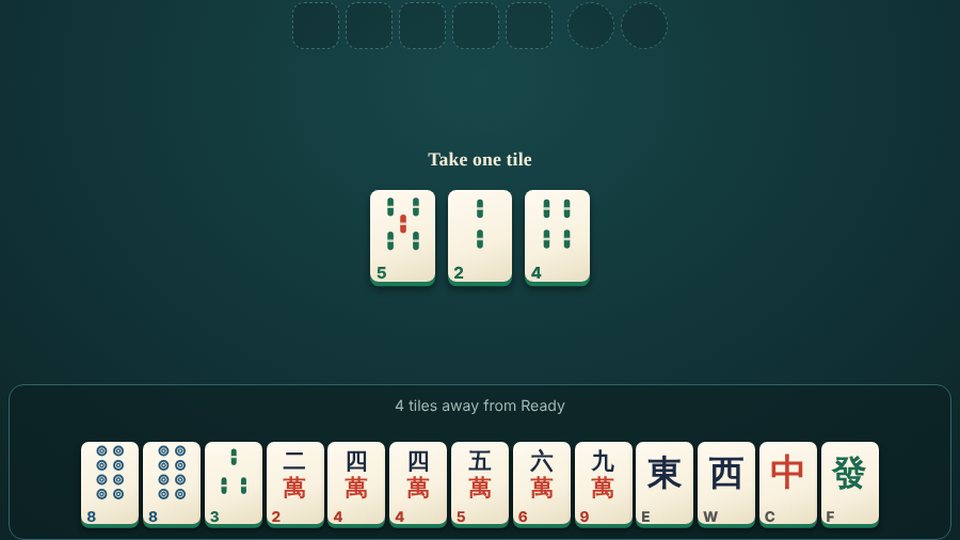 Take one tile
5 2 4
4 tiles away from Ready
二 四 四 五 六 九 東 西 中 發
萬 萬 萬 萬 萬 萬
8 8 3 2 4 4 5 6 9 E W C F